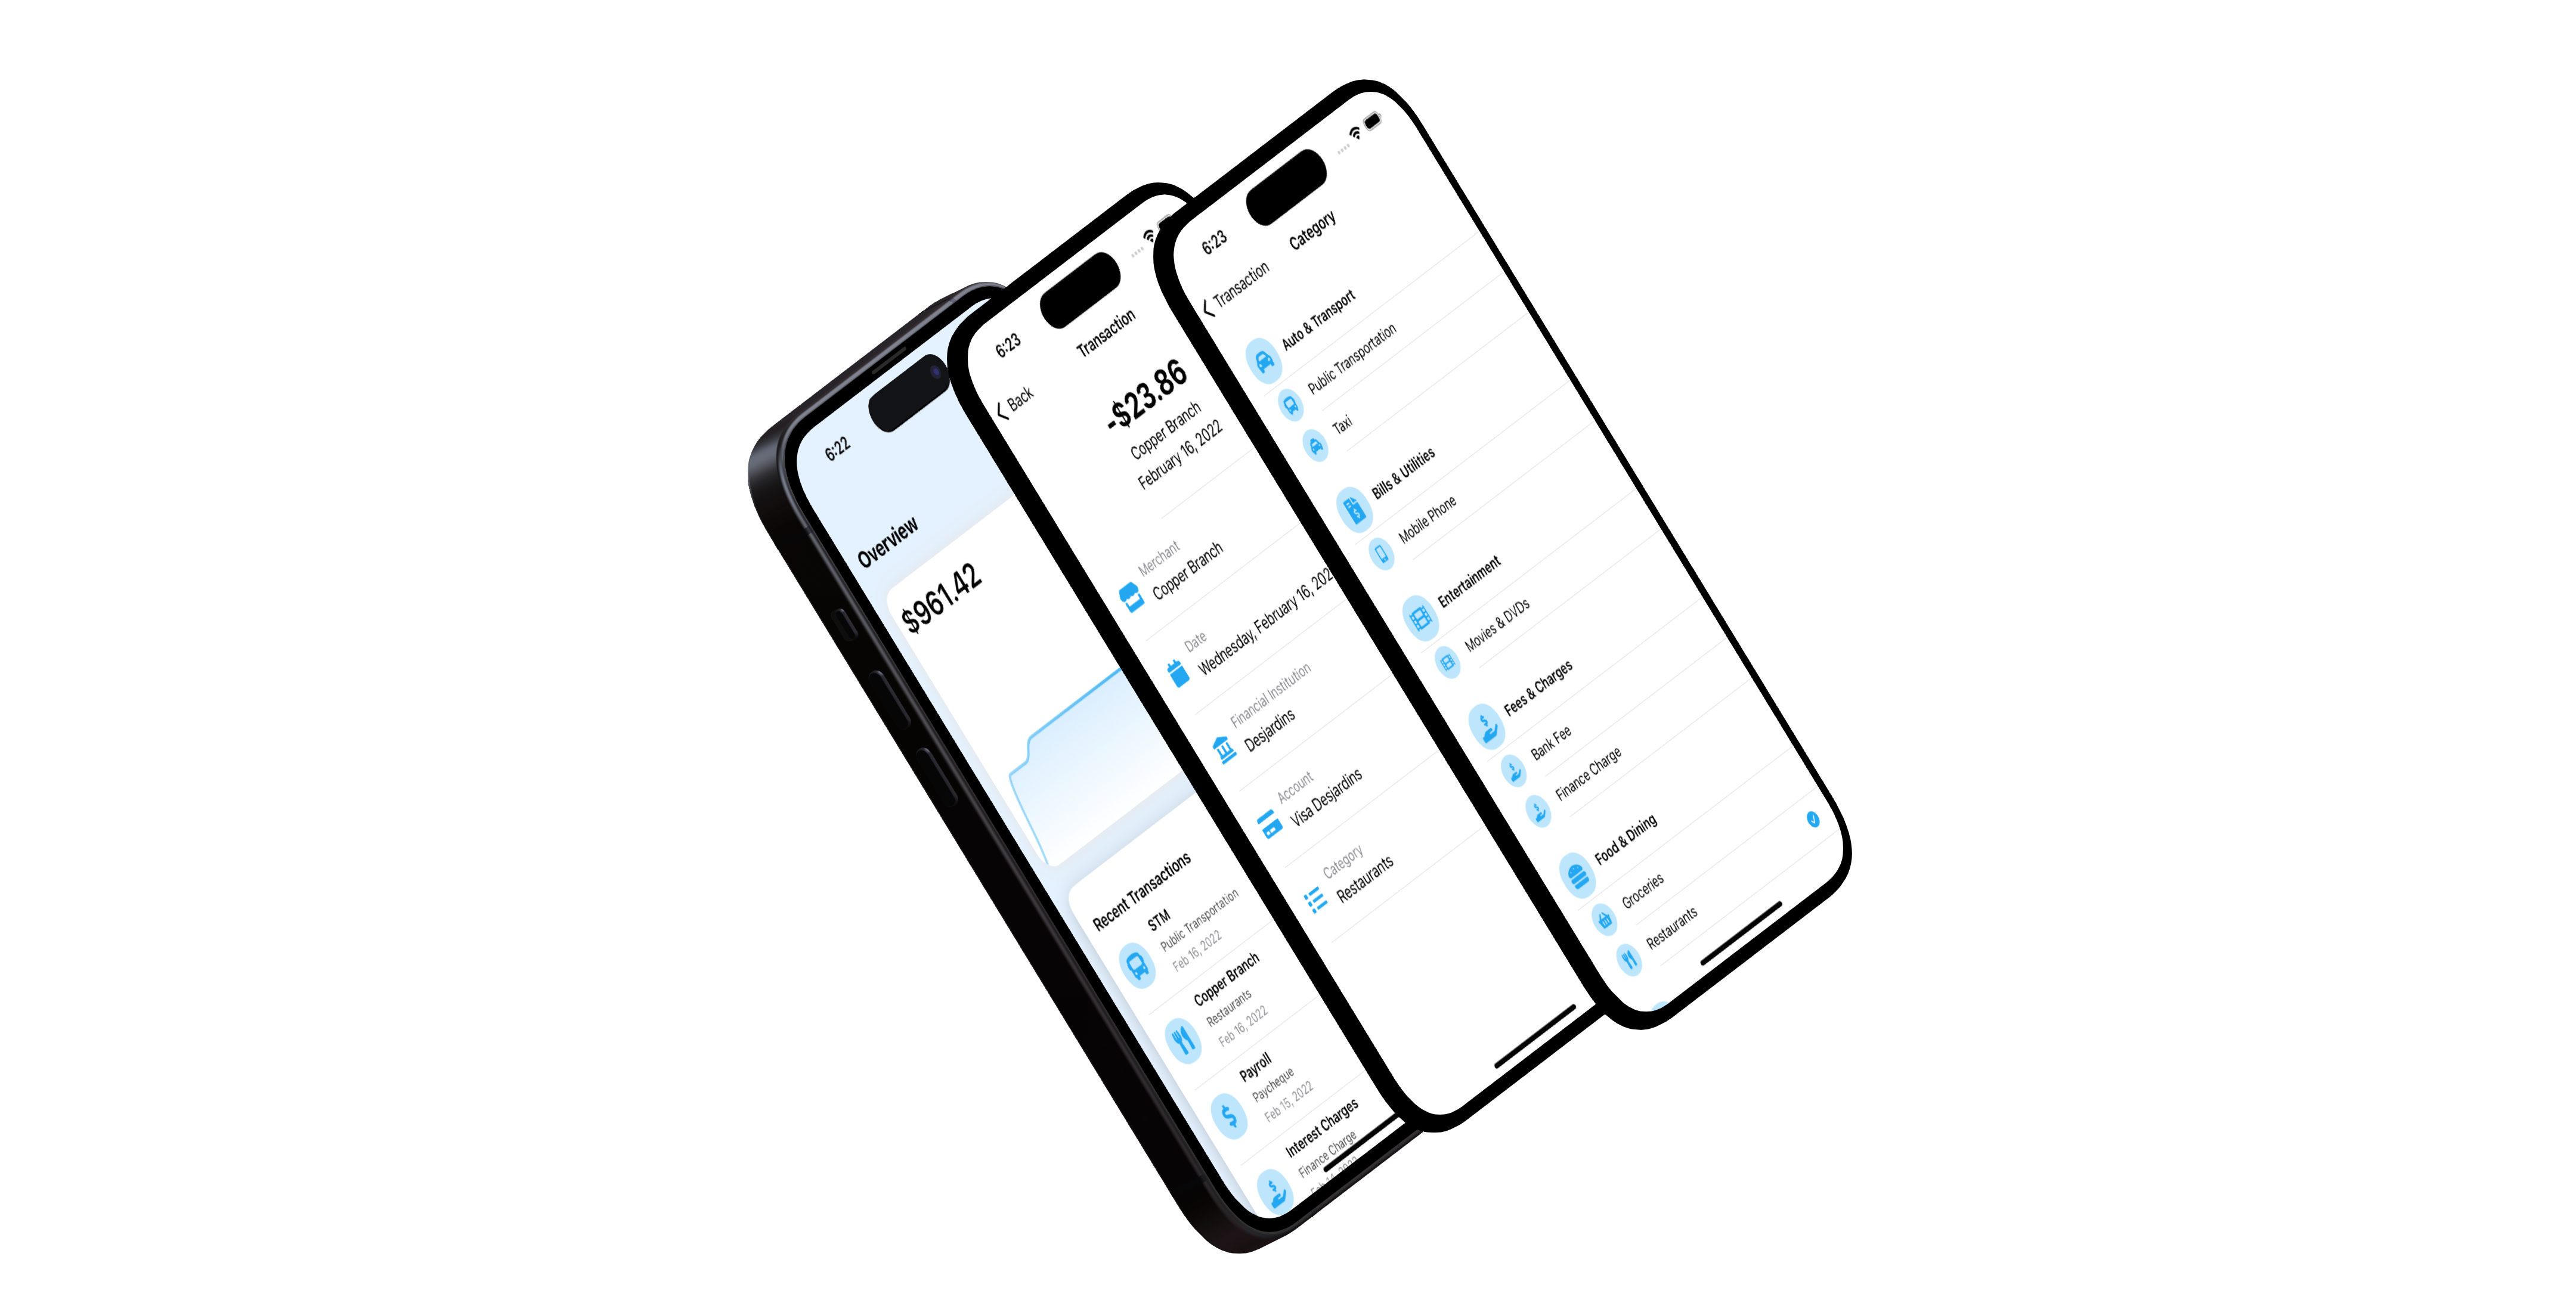 6:22
Overview
$961.42
Recent Transactions
STM
Public Transportation
Feb 16, 2022
Copper Branch
Restaurants
Feb 16, 2022
Payroll
Paycheque
Feb 15, 2022
Interest Charges
Finance Charge
6:23
Back
Transaction
-$23.86
Copper Branch
February 16, 2022
Merchant
Copper Branch
Date
Wednesday, February 16, 202
Financial Institution
Desjardins
Account
Visa Desjardins
Category
Restaurants
6:23
Transaction
Category
Auto & Transport
Public Transportation
Taxi
Bills & Utilities
Mobile Phone
Entertainment
Movies & DVDs
Fees & Charges
Bank Fee
Finance Charge
Food & Dining
Groceries
Restaurants